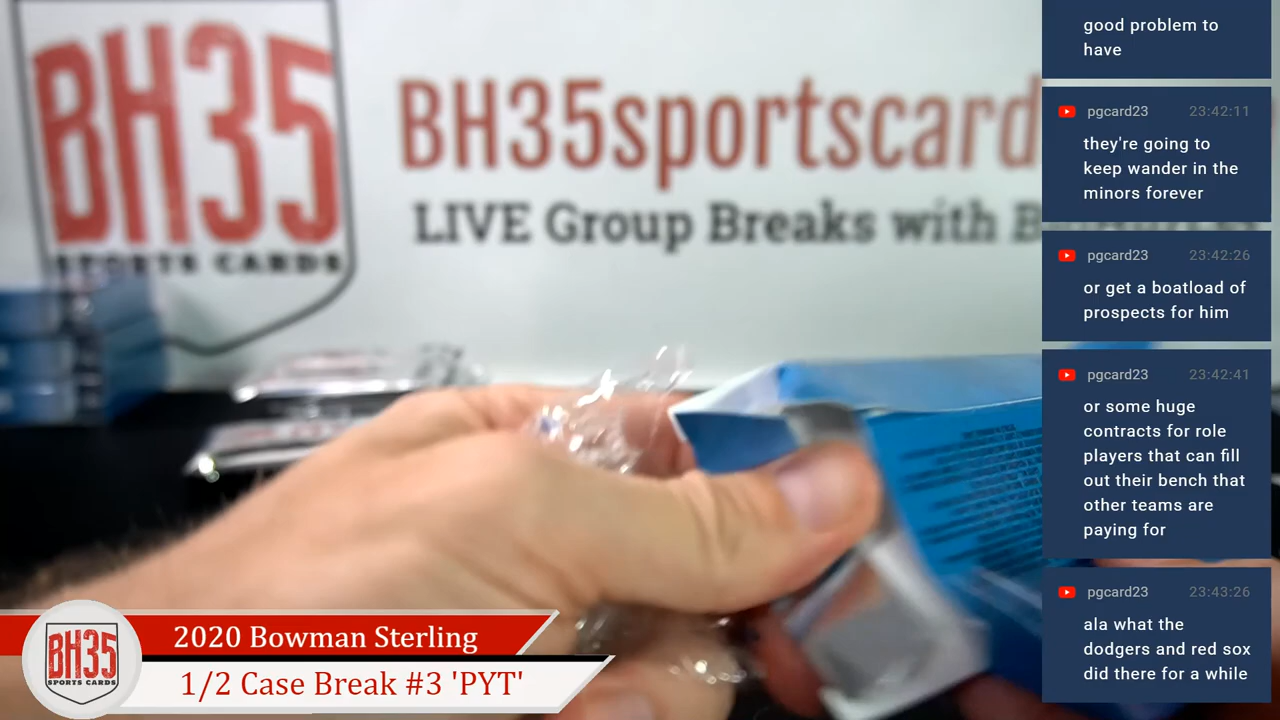 BH35
SPORTS CARDS
BH35sportscard
LIVE Group Breaks with
good problem to
have
pgcard23 23:42:11
they're going to
keep wander in the
minors forever
pgcard23 23:42:26
or get a boatload of
prospects for him
pgcard23 23:42:41
or some huge
contracts for role
players that can fill
out their bench that
other teams are
paying for
pgcard23 23:43:26
ala what the
dodgers and red sox
did there for a while
BH35
SPORTS CARDS
2020 Bowman Sterling
1/2 Case Break #3 'PYT'